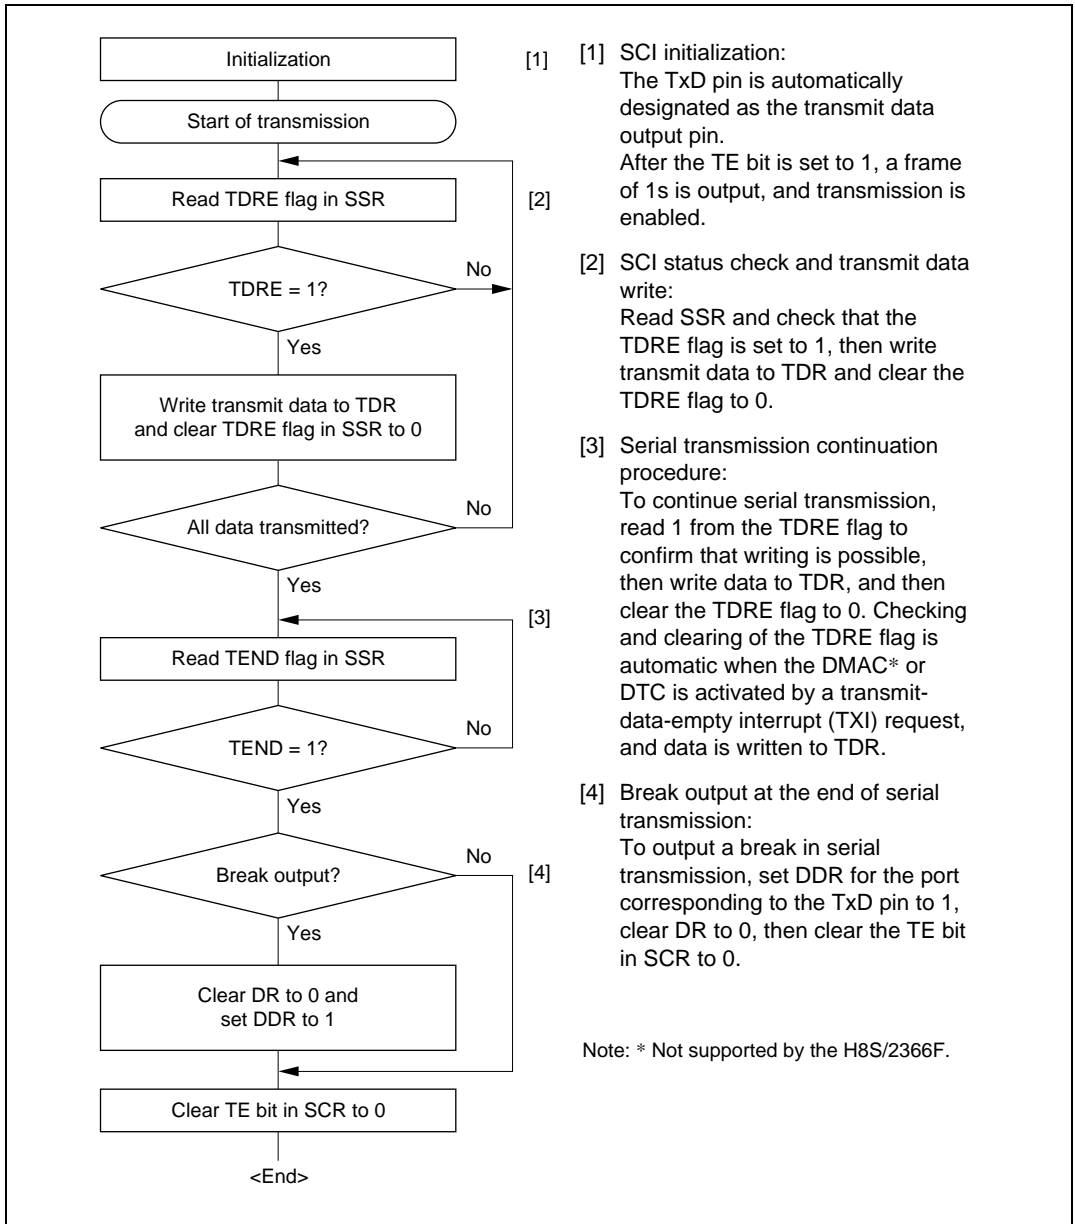 Initialization
[1]
Start of transmission
Read TDRE flag in SSR
[2]
TDRE = 1?
No
Yes
Write transmit data to TDR
and clear TDRE flag in SSR to 0
All data transmitted?
No
Yes
[3]
Read TEND flag in SSR
TEND = 1?
No
Yes
Break output?
No
[4]
Yes
Clear DR to 0 and
set DDR to 1
Clear TE bit in SCR to 0
<End>
[1] SCI initialization:
The TxD pin is automatically
designated as the transmit data
output pin.
After the TE bit is set to 1, a frame
of 1s is output, and transmission is
enabled.
[2] SCI status check and transmit data
write:
Read SSR and check that the
TDRE flag is set to 1, then write
transmit data to TDR and clear the
TDRE flag to 0.
[3] Serial transmission continuation
procedure:
To continue serial transmission,
read 1 from the TDRE flag to
confirm that writing is possible,
then write data to TDR, and then
clear the TDRE flag to 0. Checking
and clearing of the TDRE flag is
automatic when the DMAC* or
DTC is activated by a transmit-
data-empty interrupt (TXI) request,
and data is written to TDR.
[4] Break output at the end of serial
transmission:
To output a break in serial
transmission, set DDR for the port
corresponding to the TxD pin to 1,
clear DR to 0, then clear the TE bit
in SCR to 0.
Note: * Not supported by the H8S/2366F.